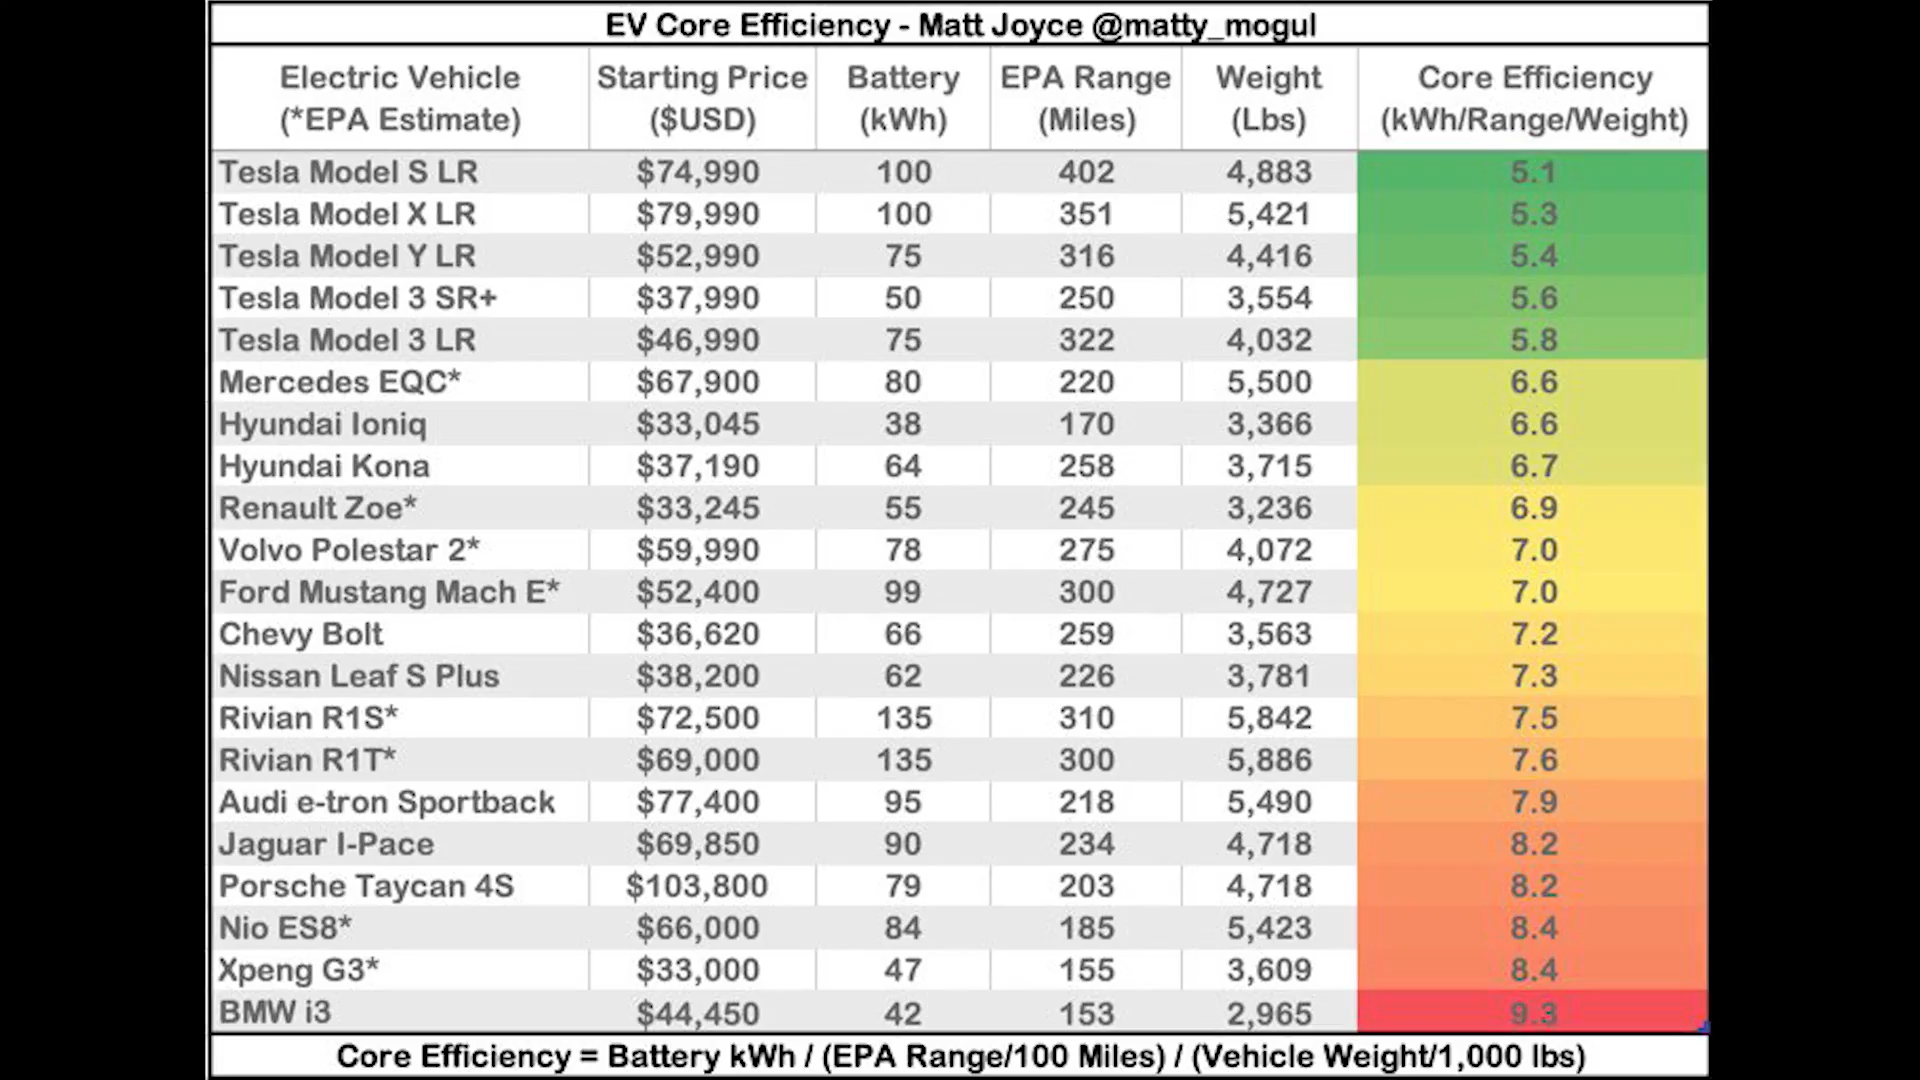 EV Core Efficiency - Matt Joyce @matty_mogul
Electric Vehicle (*EPA Estimate) Starting Price ($USD) Battery (kWh) EPA Range (Miles) Weight (Lbs) Core Efficiency (kWh/Range/Weight)
Tesla Model S LR $74,990 100 402 4,883 5.1
Tesla Model X LR $79,990 100 351 5,421 5.3
Tesla Model Y LR $52,990 75 316 4,416 5.4
Tesla Model 3 SR+ $37,990 50 250 3,554 5.6
Tesla Model 3 LR $46,990 75 322 4,032 5.8
Mercedes EQC* $67,900 80 220 5,500 6.6
Hyundai Ioniq $33,045 38 170 3,366 6.6
Hyundai Kona $37,190 64 258 3,715 6.7
Renault Zoe* $33,245 55 245 3,236 6.9
Volvo Polestar 2* $59,990 78 275 4,072 7.0
Ford Mustang Mach E* $52,400 99 300 4,727 7.0
Chevy Bolt $36,620 66 259 3,563 7.2
Nissan Leaf S Plus $38,200 62 226 3,781 7.3
Rivian R1S* $72,500 135 310 5,842 7.5
Rivian R1T* $69,000 135 300 5,886 7.6
Audi e-tron Sportback $77,400 95 218 5,490 7.9
Jaguar I-Pace $69,850 90 234 4,718 8.2
Porsche Taycan 4S $103,800 79 203 4,718 8.2
Nio ES8* $66,000 84 185 5,423 8.4
Xpeng G3* $33,000 47 155 3,609 8.4
BMW i3 $44,450 42 153 2,965 9.3
Core Efficiency = Battery kWh / (EPA Range/100 Miles) / (Vehicle Weight/1,000 lbs)